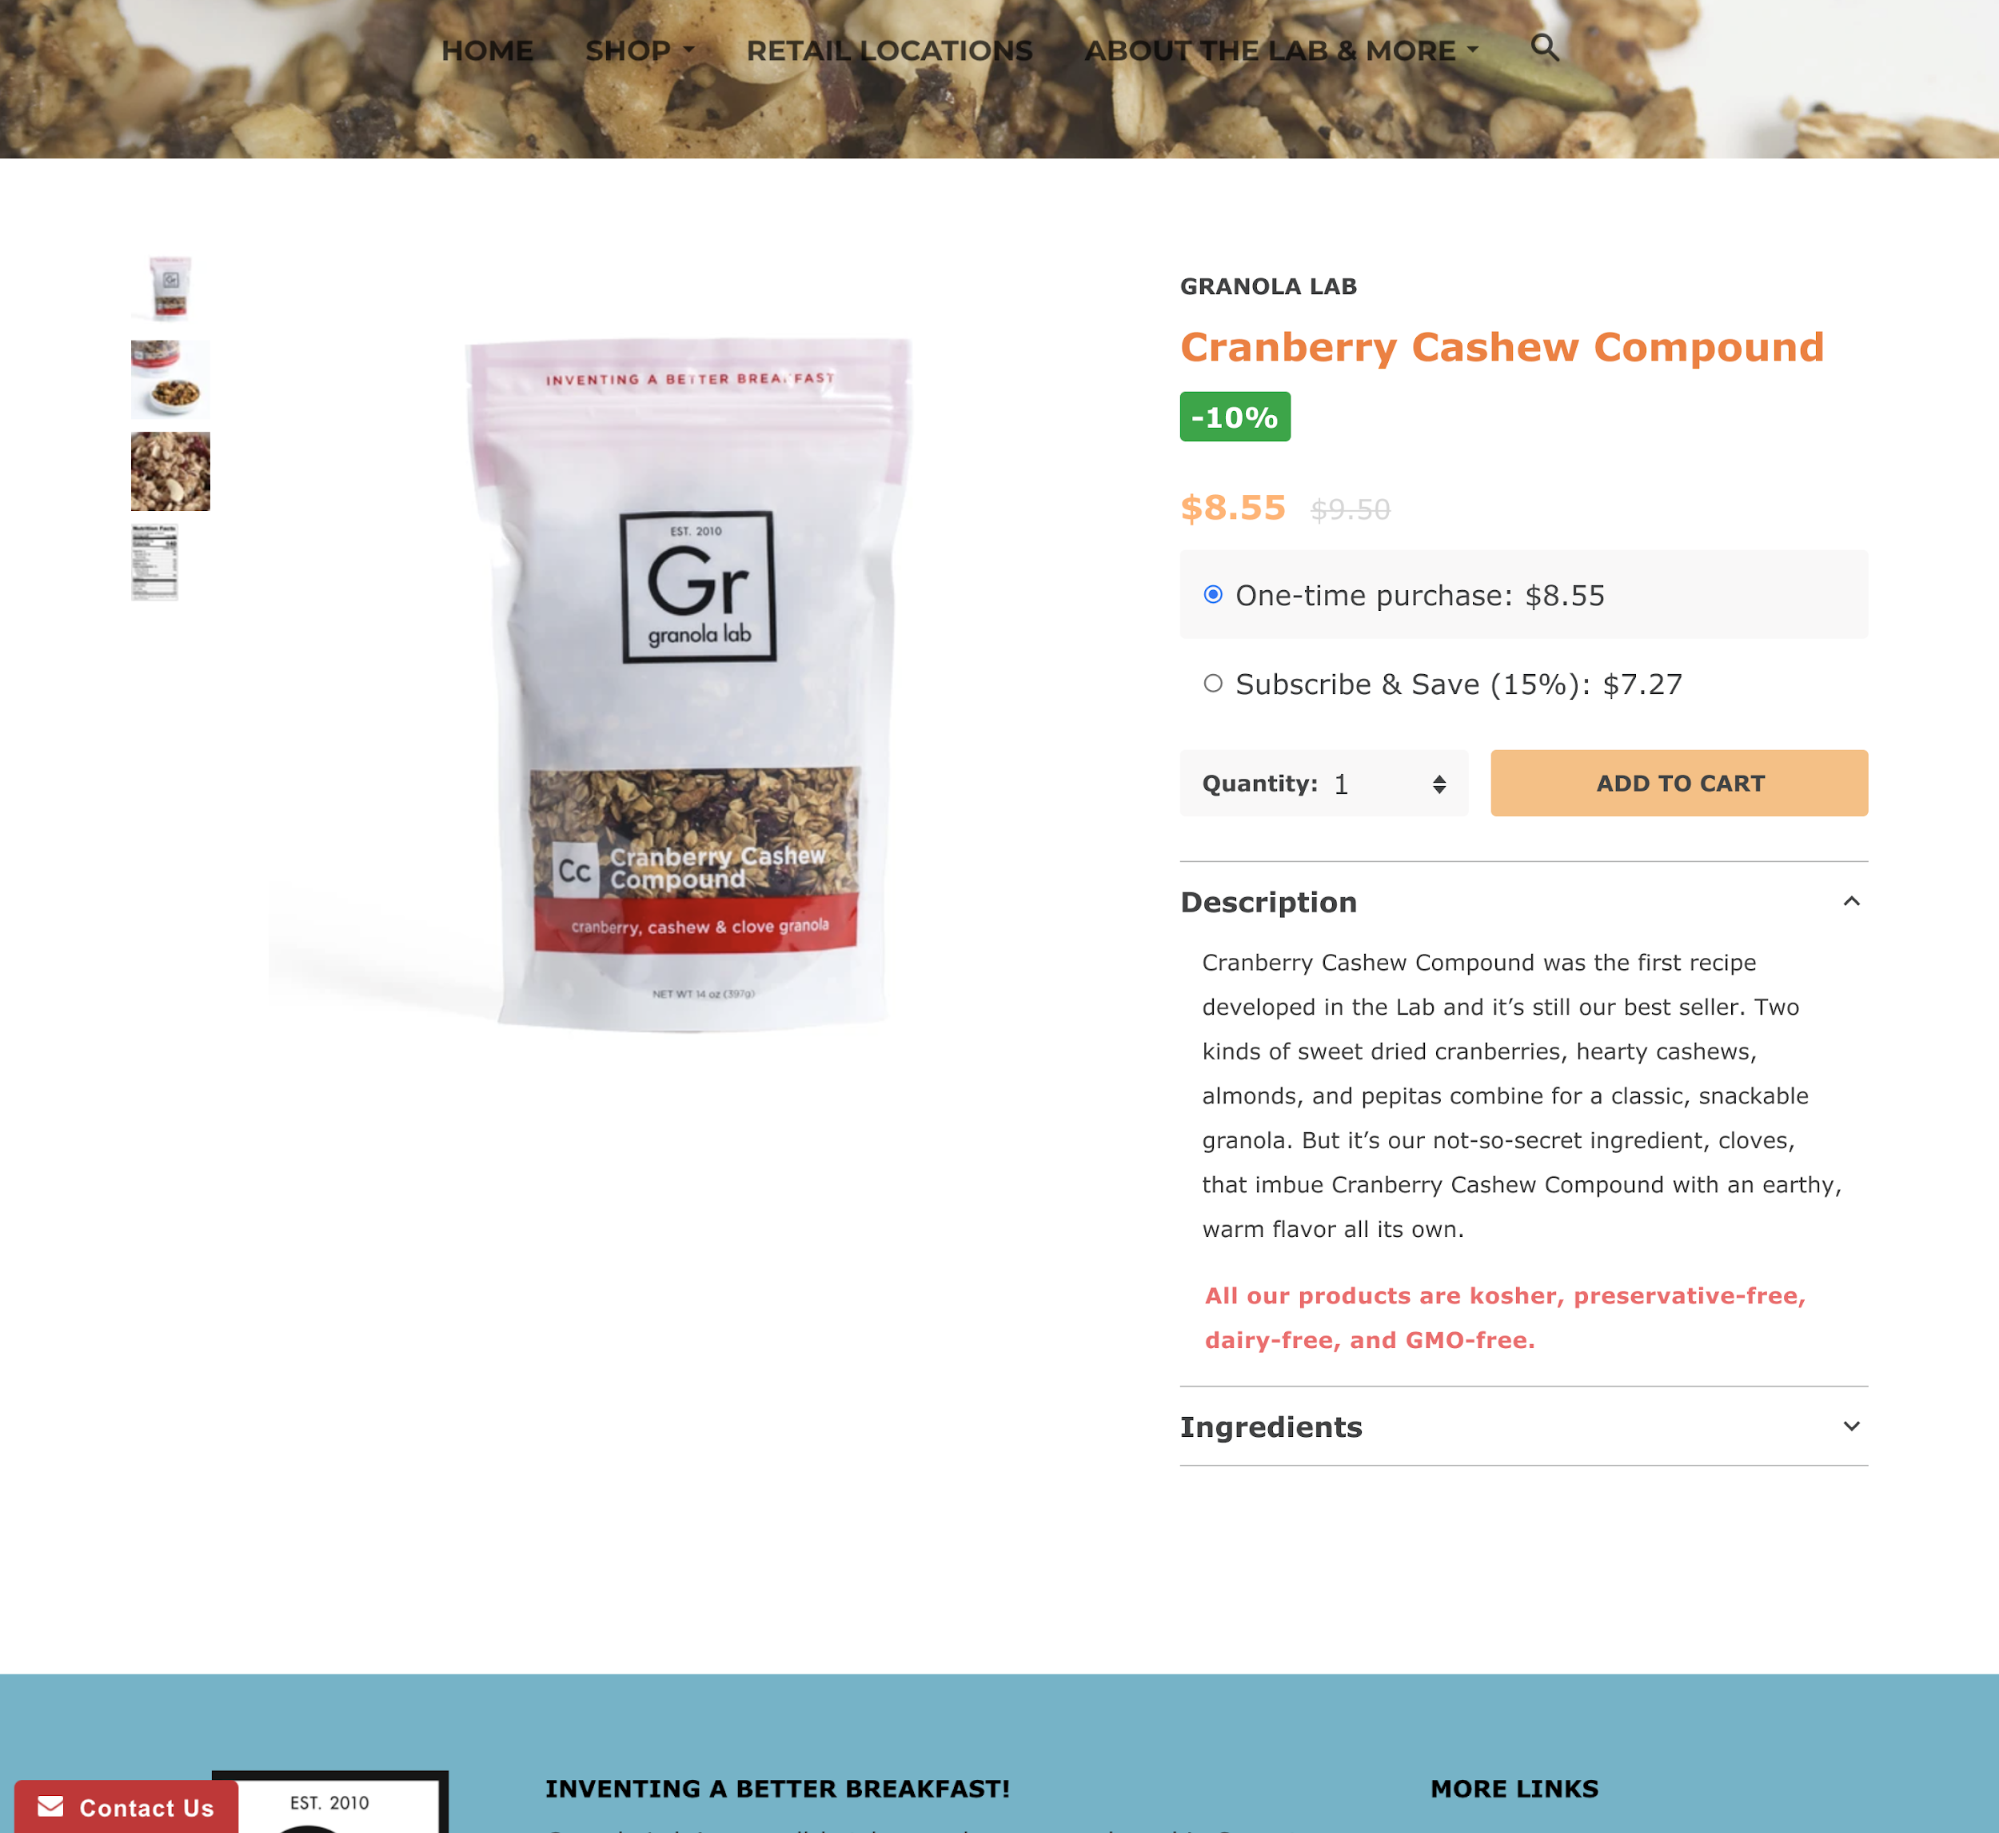 HOME SHOP RETAIL LOCATIONS ABOUT THE LAB & MORE
INVENTING A BETTER BREAKFAST
EST. 2010
Gr
granola lab
Cc Cranberry Cashew
Compound
cranberry, cashew & clove granola
NET WT 14 oz (397g)
Nutrition Facts
GRANOLA LAB
Cranberry Cashew Compound
-10%
$8.55 $9.50
One-time purchase: $8.55
Subscribe & Save (15%): $7.27
Quantity: 1
ADD TO CART
Description
Cranberry Cashew Compound was the first recipe
developed in the Lab and it’s still our best seller. Two
kinds of sweet dried cranberries, hearty cashews,
almonds, and pepitas combine for a classic, snackable
granola. But it’s our not-so-secret ingredient, cloves,
that imbue Cranberry Cashew Compound with an earthy,
warm flavor all its own.
All our products are kosher, preservative-free,
dairy-free, and GMO-free.
Ingredients
Contact Us
EST. 2010
INVENTING A BETTER BREAKFAST!
MORE LINKS